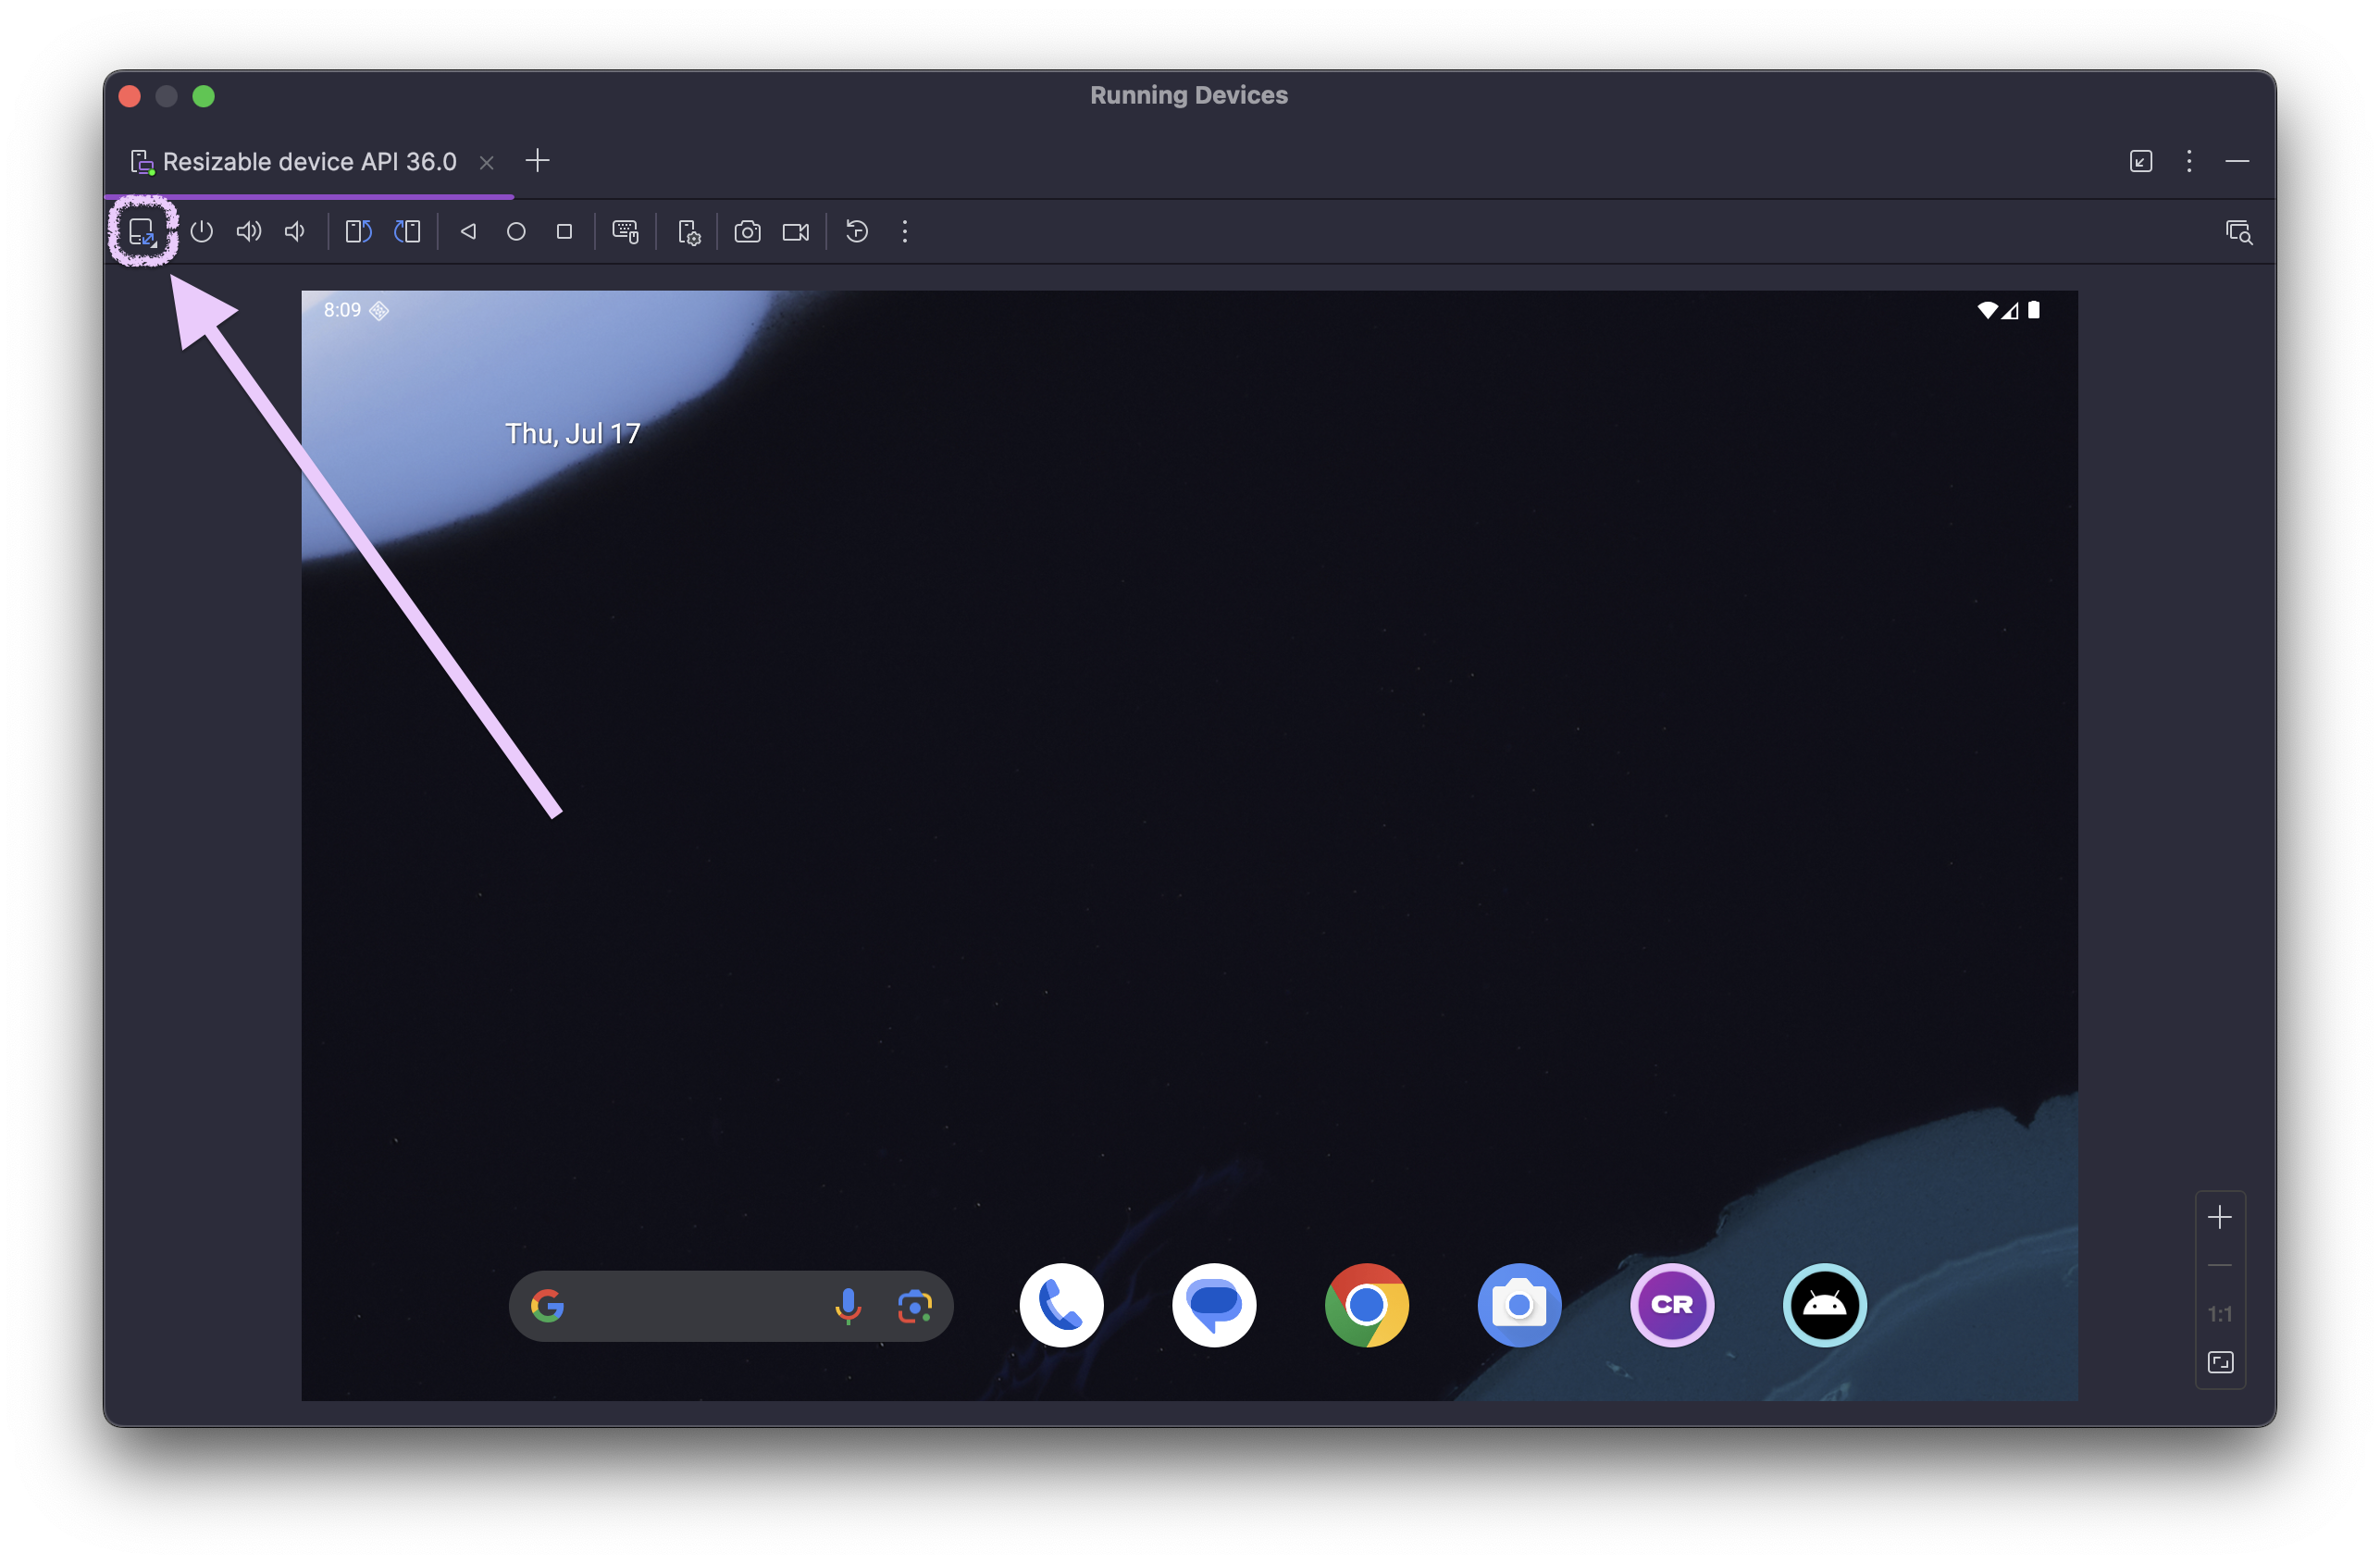 Running Devices
Resizable device API 36.0
8:09
Thu, Jul 17
G
CR
1:1